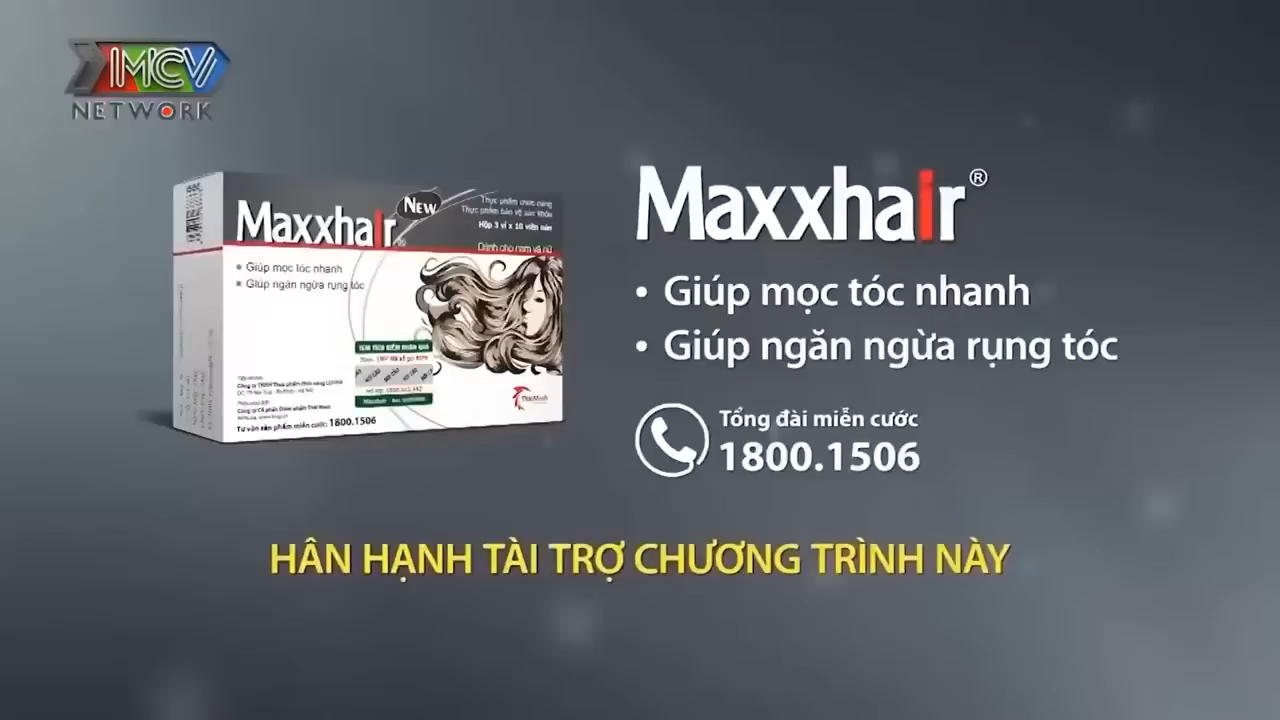 MCV
NETWORK
Maxxhair®
• Giúp mọc tóc nhanh
• Giúp ngăn ngừa rụng tóc
Tổng đài miễn cước
1800.1506
Maxxhair
NEW
Thực phẩm chức năng
Thực phẩm bảo vệ sức khỏe
Hộp 3 vỉ x 10 viên nén
Dành cho nam và nữ
Giúp mọc tóc nhanh
Giúp ngăn ngừa rụng tóc
Tư vấn sản phẩm miễn cước: 1800.1506
HÂN HẠNH TÀI TRỢ CHƯƠNG TRÌNH NÀY